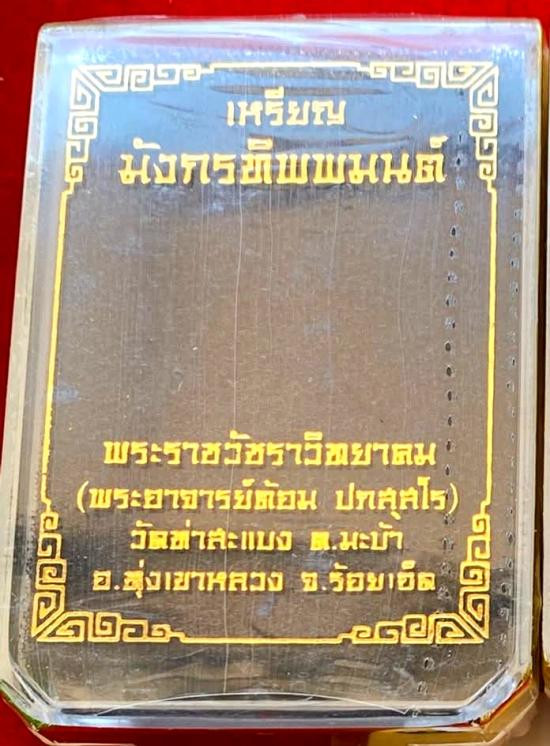 เหรียญ
มังกรทิพพมนต์
พระราชวัชราวิทยาคม
(พระอาจารย์ต้อม ปภสฺสโร)
วัดท่าสะแบง ต.มะบ้า
อ.ทุ่งเขาหลวง จ.ร้อยเอ็ด